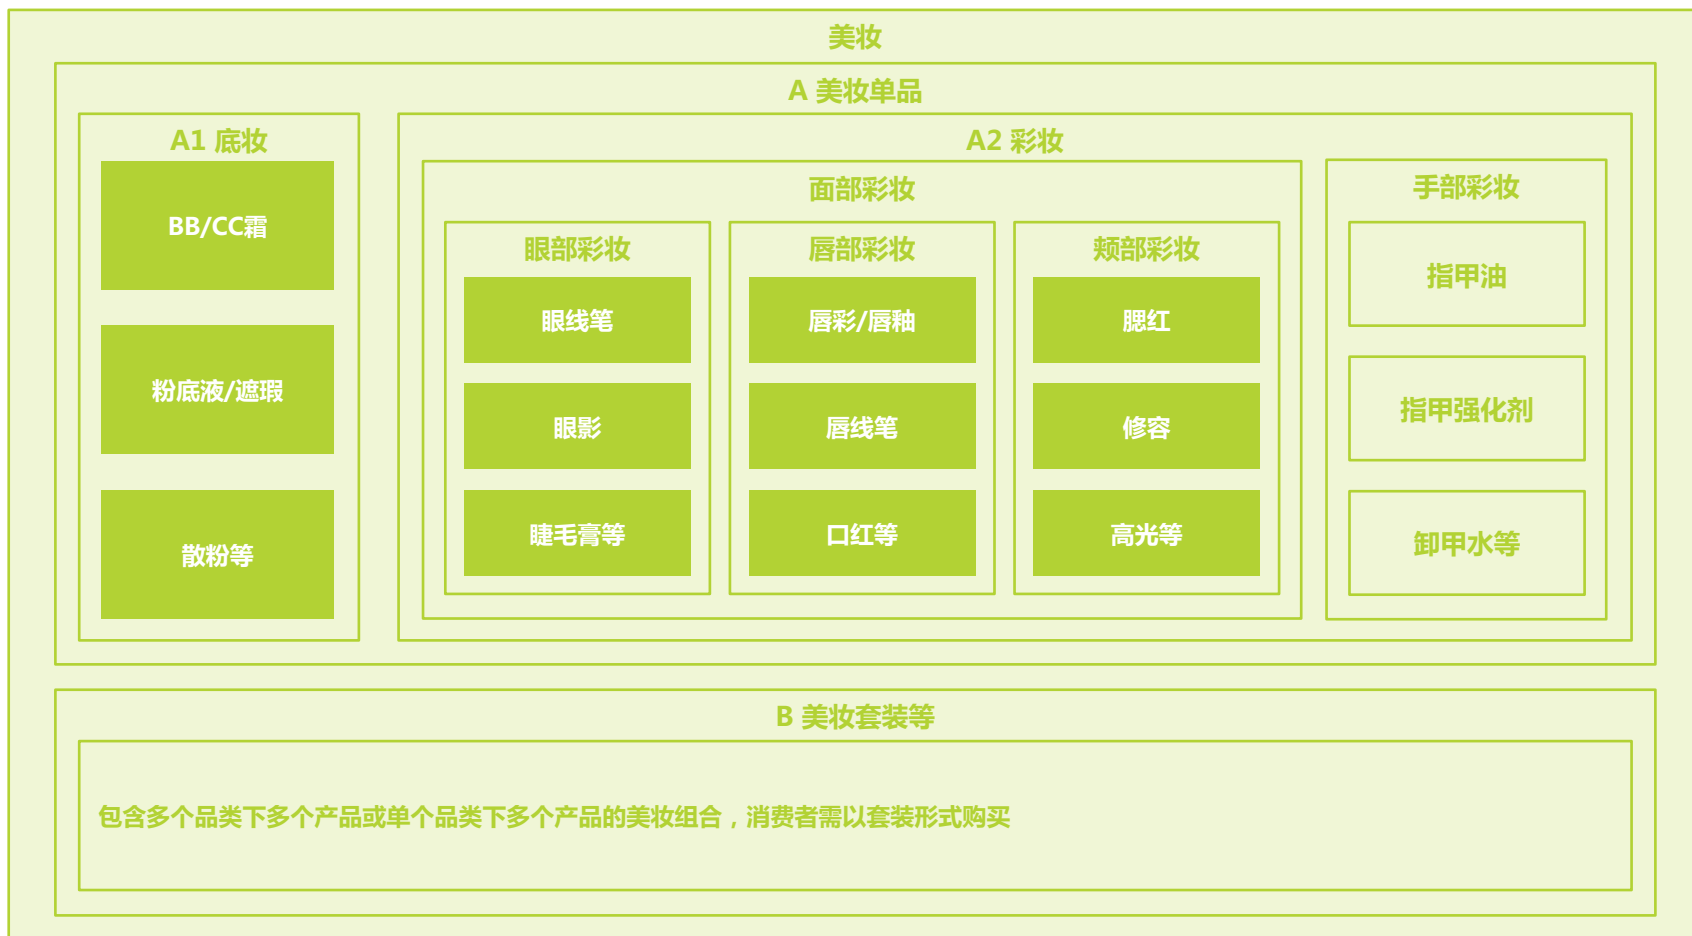 美妆
A 美妆单品
A1 底妆
BB/CC霜
粉底液/遮瑕
散粉等
A2 彩妆
面部彩妆
眼部彩妆
眼线笔
眼影
睫毛膏等
唇部彩妆
唇彩/唇釉
唇线笔
口红等
颊部彩妆
腮红
修容
高光等
手部彩妆
指甲油
指甲强化剂
卸甲水等
B 美妆套装等
包含多个品类下多个产品或单个品类下多个产品的美妆组合，消费者需以套装形式购买